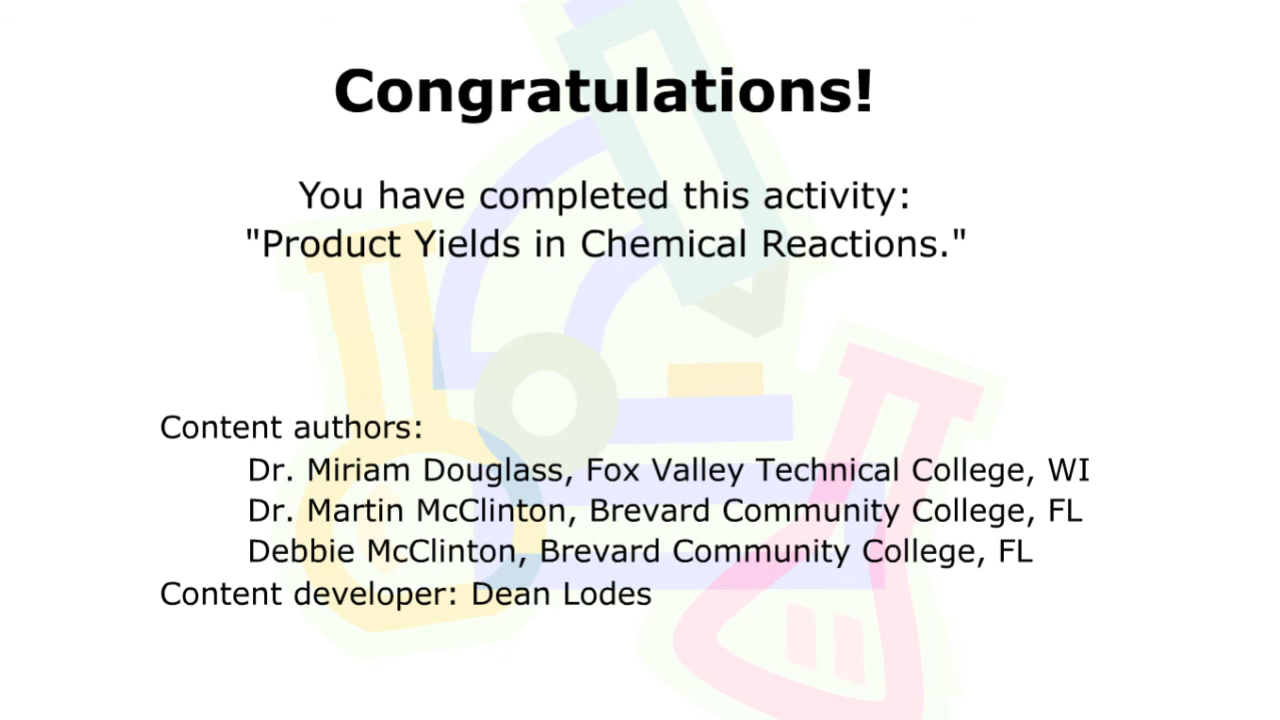 Congratulations!
You have completed this activity:
"Product Yields in Chemical Reactions."
Content authors:
Dr. Miriam Douglass, Fox Valley Technical College, WI
Dr. Martin McClinton, Brevard Community College, FL
Debbie McClinton, Brevard Community College, FL
Content developer: Dean Lodes